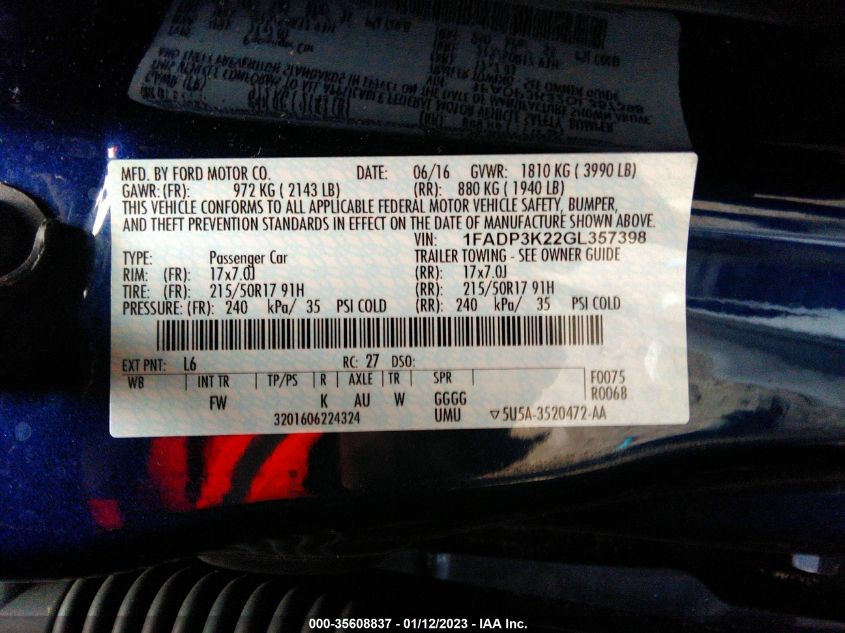 MFD. BY FORD MOTOR CO. DATE: 06/16 GVWR: 1810 KG ( 3990 LB)
GAWR: (FR): 972 KG ( 2143 LB) (RR): 880 KG ( 1940 LB)
THIS VEHICLE CONFORMS TO ALL APPLICABLE FEDERAL MOTOR VEHICLE SAFETY, BUMPER,
AND THEFT PREVENTION STANDARDS IN EFFECT ON THE DATE OF MANUFACTURE SHOWN ABOVE.
VIN: 1FADP3K22GL357398
TYPE: Passenger Car TRAILER TOWING - SEE OWNER GUIDE
RIM: (FR): 17x7.0J (RR): 17x7.0J
TIRE: (FR): 215/50R17 91H (RR): 215/50R17 91H
PRESSURE: (FR): 240 kPa/ 35 PSI COLD (RR): 240 kPa/ 35 PSI COLD
EXT PNT: L6 RC: 27 DSO:
WB INT TR TP/PS R AXLE TR SPR F0075
FW K AU W GGGG R0068
3201606224324 UMU ▽5U5A-3520472-AA
000-35608837 - 01/12/2023 - IAA Inc.